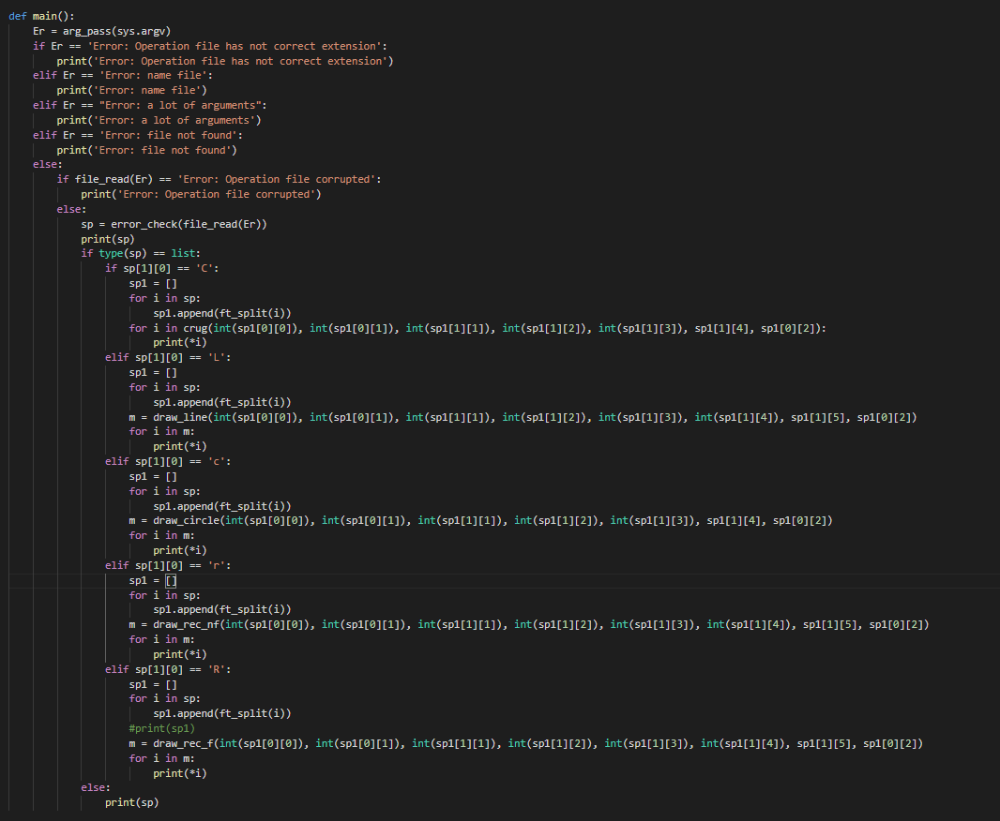 def main():
    Er = arg_pass(sys.argv)
    if Er == 'Error: Operation file has not correct extension':
        print('Error: Operation file has not correct extension')
    elif Er == 'Error: name file':
        print('Error: name file')
    elif Er == "Error: a lot of arguments":
        print('Error: a lot of arguments')
    elif Er == 'Error: file not found':
        print('Error: file not found')
    else:
        if file_read(Er) == 'Error: Operation file corrupted':
            print('Error: Operation file corrupted')
        else:
            sp = error_check(file_read(Er))
            print(sp)
            if type(sp) == list:
                if sp[1][0] == 'C':
                    sp1 = []
                    for i in sp:
                        sp1.append(ft_split(i))
                    for i in crug(int(sp1[0][0]), int(sp1[0][1]), int(sp1[1][1]), int(sp1[1][2]), int(sp1[1][3]), sp1[1][4], sp1[0][2]):
                        print(*i)
                elif sp[1][0] == 'L':
                    sp1 = []
                    for i in sp:
                        sp1.append(ft_split(i))
                    m = draw_line(int(sp1[0][0]), int(sp1[0][1]), int(sp1[1][1]), int(sp1[1][2]), int(sp1[1][3]), int(sp1[1][4]), sp1[1][5], sp1[0][2])
                    for i in m:
                        print(*i)
                elif sp[1][0] == 'c':
                    sp1 = []
                    for i in sp:
                        sp1.append(ft_split(i))
                    m = draw_circle(int(sp1[0][0]), int(sp1[0][1]), int(sp1[1][1]), int(sp1[1][2]), int(sp1[1][3]), sp1[1][4], sp1[0][2])
                    for i in m:
                        print(*i)
                elif sp[1][0] == 'r':
                    sp1 = []
                    for i in sp:
                        sp1.append(ft_split(i))
                    m = draw_rec_nf(int(sp1[0][0]), int(sp1[0][1]), int(sp1[1][1]), int(sp1[1][2]), int(sp1[1][3]), int(sp1[1][4]), sp1[1][5], sp1[0][2])
                    for i in m:
                        print(*i)
                elif sp[1][0] == 'R':
                    sp1 = []
                    for i in sp:
                        sp1.append(ft_split(i))
                    #print(sp1)
                    m = draw_rec_f(int(sp1[0][0]), int(sp1[0][1]), int(sp1[1][1]), int(sp1[1][2]), int(sp1[1][3]), int(sp1[1][4]), sp1[1][5], sp1[0][2])
                    for i in m:
                        print(*i)
            else:
                print(sp)